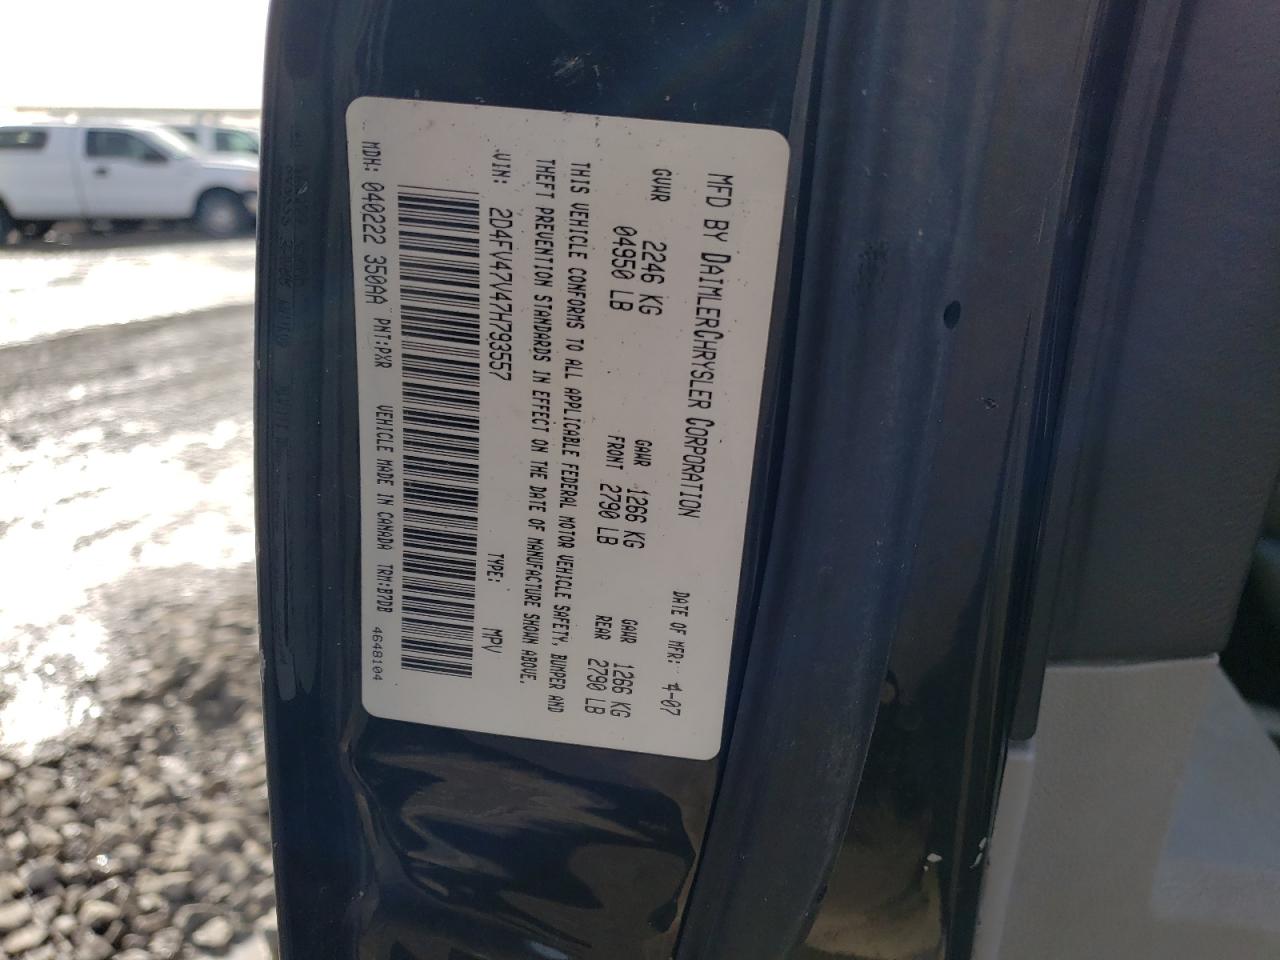 MFD BY DAIMLERCHRYSLER CORPORATION DATE OF MFR: 4-07
GVWR 2246 KG GAWR 1266 KG GAWR 1266 KG
04950 LB FRONT 2790 LB REAR 2790 LB
THIS VEHICLE CONFORMS TO ALL APPLICABLE FEDERAL MOTOR VEHICLE SAFETY, BUMPER AND
THEFT PREVENTION STANDARDS IN EFFECT ON THE DATE OF MANUFACTURE SHOWN ABOVE.
VIN: 2D4FV47V47H793557 TYPE: MPV
MDH: 040222 350AA PNT:PXR VEHICLE MADE IN CANADA TRM:B7DB 4648104